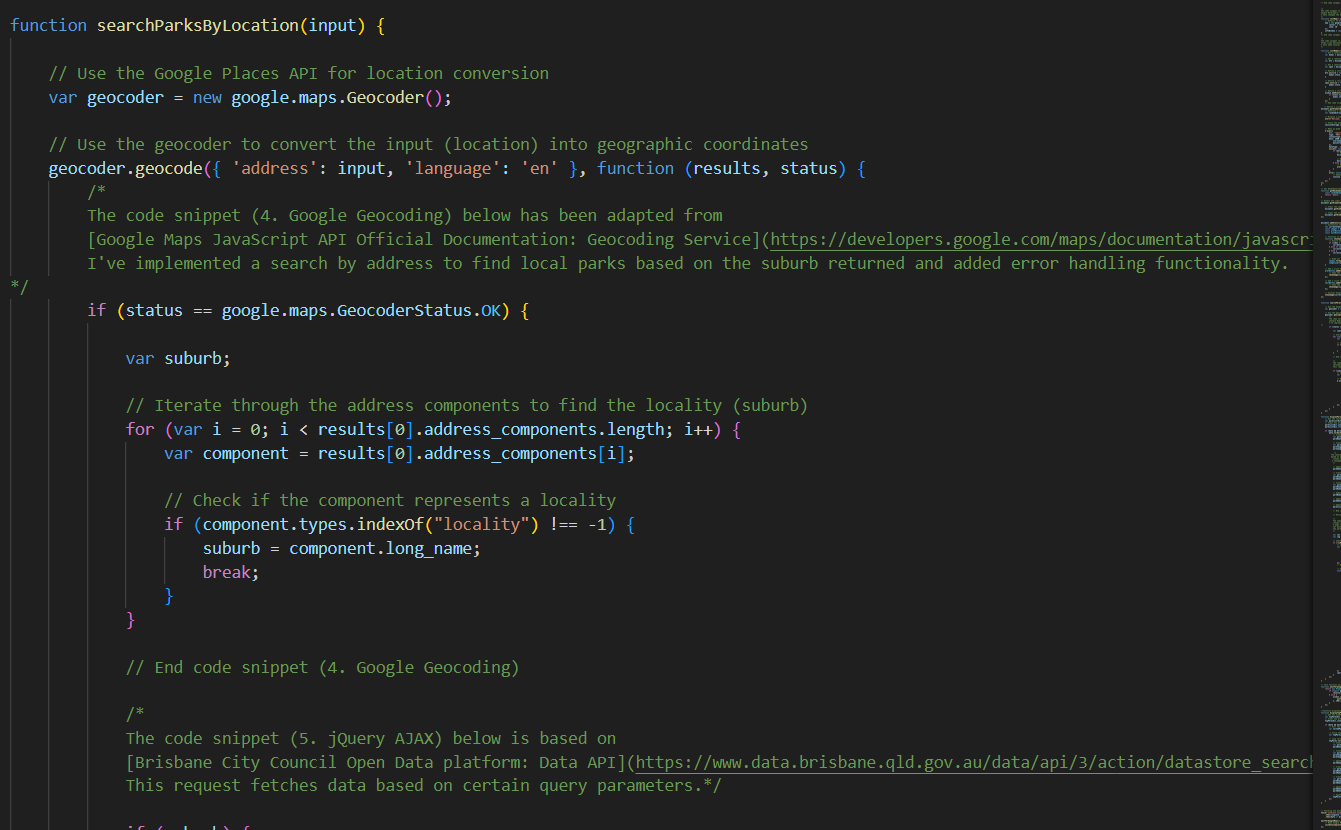 function searchParksByLocation(input) {
// Use the Google Places API for location conversion
var geocoder = new google.maps.Geocoder();
// Use the geocoder to convert the input (location) into geographic coordinates
geocoder.geocode({ 'address': input, 'language': 'en' }, function (results, status) {
/*
The code snippet (4. Google Geocoding) below has been adapted from
[Google Maps JavaScript API Official Documentation: Geocoding Service](https://developers.google.com/maps/documentation/javascri
I've implemented a search by address to find local parks based on the suburb returned and added error handling functionality.
*/
if (status == google.maps.GeocoderStatus.OK) {
var suburb;
// Iterate through the address components to find the locality (suburb)
for (var i = 0; i < results[0].address_components.length; i++) {
var component = results[0].address_components[i];
// Check if the component represents a locality
if (component.types.indexOf("locality") !== -1) {
suburb = component.long_name;
break;
}
}
// End code snippet (4. Google Geocoding)
/*
The code snippet (5. jQuery AJAX) below is based on
[Brisbane City Council Open Data platform: Data API](https://www.data.brisbane.qld.gov.au/data/api/3/action/datastore_search
This request fetches data based on certain query parameters.*/